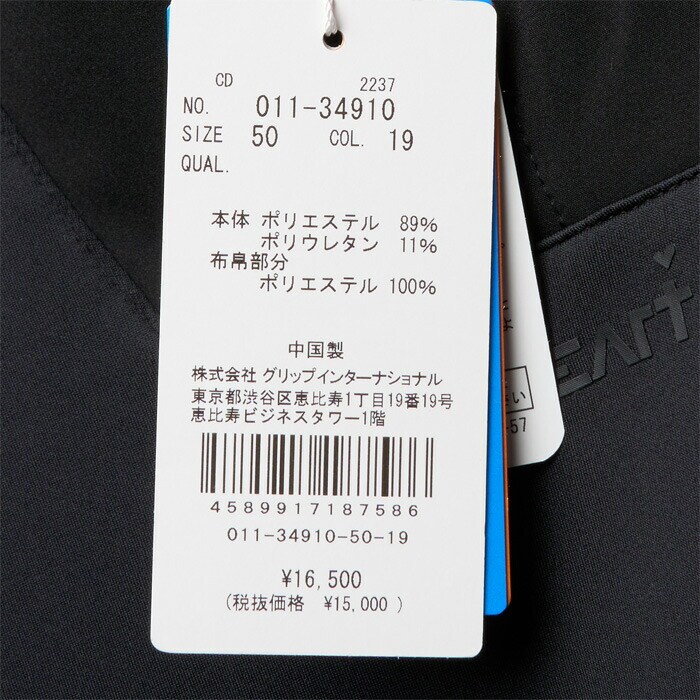 CD 2237
NO. 011-34910
SIZE 50 COL. 19
QUAL.
本体 ポリエステル 89%
ポリウレタン 11%
布帛部分
ポリエステル 100%
中国製
株式会社 グリップインターナショナル
東京都渋谷区恵比寿1丁目19番19号
恵比寿ビジネスタワー1階
4589917187586
011-34910-50-19
¥16,500
(税抜価格 ¥15,000 )
い
-57
EArt